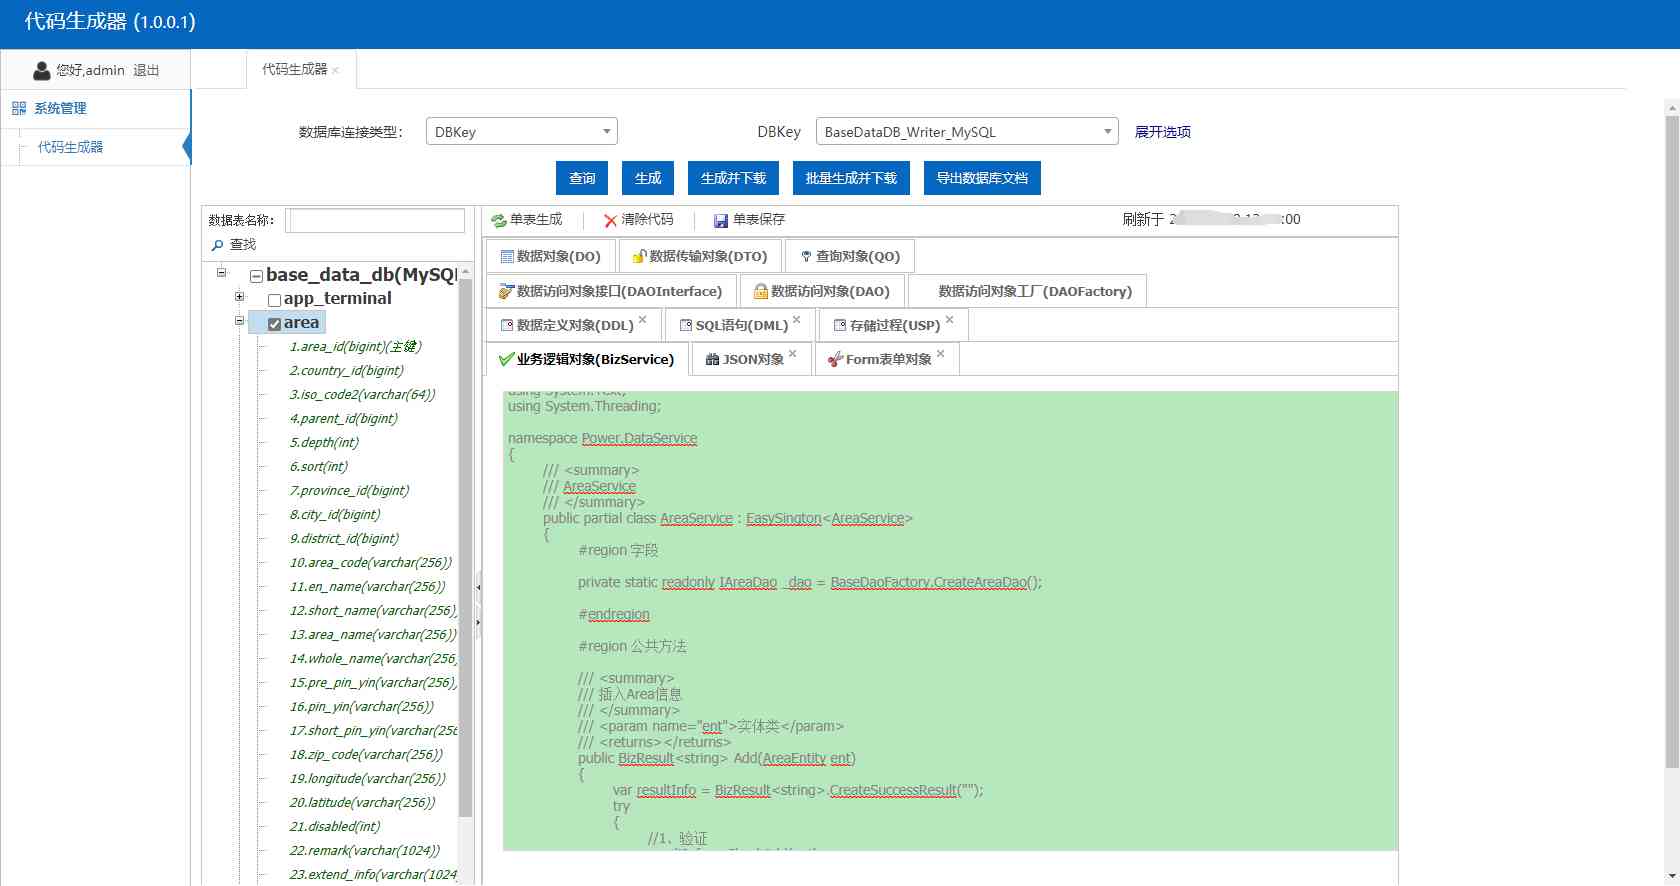 代码生成器 (1.0.0.1)
您好,admin 退出
代码生成器
系统管理
代码生成器
数据库连接类型： DBKey DBKey BaseDataDB_Writer_MySQL 展开选项
查询 生成 生成并下载 批量生成并下载 导出数据库文档
数据表名称：
查找
base_data_db(MySQl
app_terminal
area
1.area_id(bigint)(主键)
2.country_id(bigint)
3.iso_code2(varchar(64))
4.parent_id(bigint)
5.depth(int)
6.sort(int)
7.province_id(bigint)
8.city_id(bigint)
9.district_id(bigint)
10.area_code(varchar(256))
11.en_name(varchar(256))
12.short_name(varchar(256),
13.area_name(varchar(256))
14.whole_name(varchar(256,
15.pre_pin_yin(varchar(256),
16.pin_yin(varchar(256))
17.short_pin_yin(varchar(256
18.zip_code(varchar(256))
19.longitude(varchar(256))
20.latitude(varchar(256))
21.disabled(int)
22.remark(varchar(1024))
23.extend_info(varchar(1024,
单表生成 清除代码 单表保存 刷新于 2 :00
数据对象(DO) 数据传输对象(DTO) 查询对象(QO)
数据访问对象接口(DAOInterface) 数据访问对象(DAO) 数据访问对象工厂(DAOFactory)
数据定义对象(DDL) SQL语句(DML) 存储过程(USP)
业务逻辑对象(BizService) JSON对象 Form表单对象
using System.Text;
using System.Threading;
namespace Power.DataService
{
/// <summary>
/// AreaService
/// </summary>
public partial class AreaService : EasySington<AreaService>
{
#region 字段
private static readonly IAreaDao _dao = BaseDaoFactory.CreateAreaDao();
#endregion
#region 公共方法
/// <summary>
/// 插入Area信息
/// </summary>
/// <param name="ent">实体类</param>
/// <returns></returns>
public BizResult<string> Add(AreaEntity ent)
{
var resultInfo = BizResult<string>.CreateSuccessResult("");
try
{
//1、验证